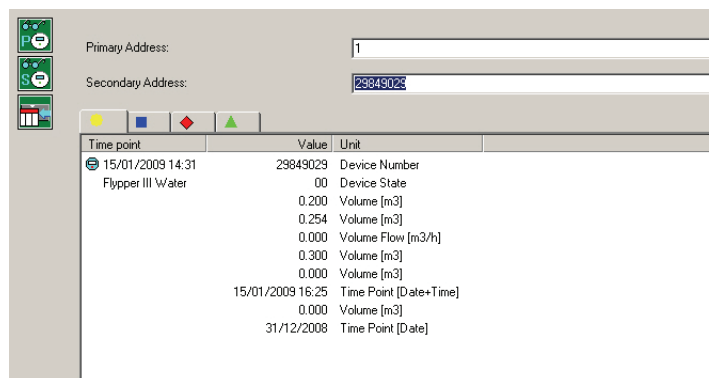 P
Primary Address: 1
S
Secondary Address: 29849029
Time point Value Unit
15/01/2009 14:31 29849029 Device Number
Flypper III Water 00 Device State
0.200 Volume [m3]
0.254 Volume [m3]
0.000 Volume Flow [m3/h]
0.300 Volume [m3]
0.000 Volume [m3]
15/01/2009 16:25 Time Point [Date+Time]
0.000 Volume [m3]
31/12/2008 Time Point [Date]